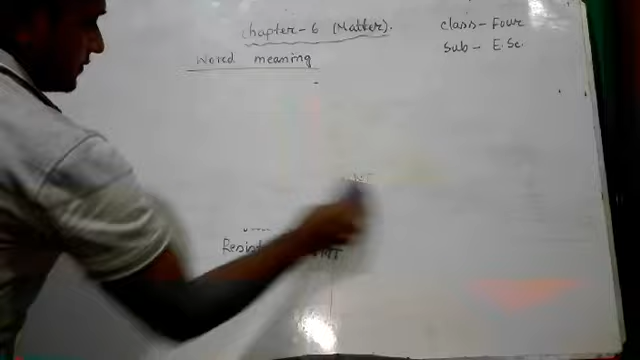 chapter-6 (Matter).
class- Four
Sub - E.Sc.
Word meaning